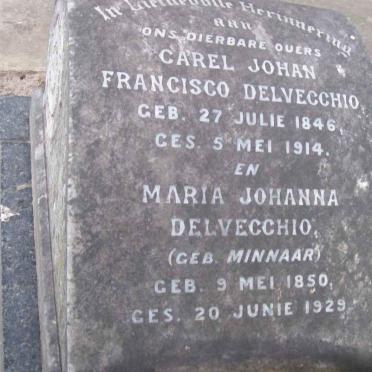 In Liefdevolle Herinnering
aan
ONS DIERBARE OUERS
CAREL JOHAN
FRANCISCO DELVECCHIO,
GEB. 27 JULIE 1846,
GES. 5 MEI 1914.
EN
MARIA JOHANNA
DELVECCHIO,
(GEB. MINNAAR)
GEB. 9 MEI 1850,
GES. 20 JUNIE 1929.